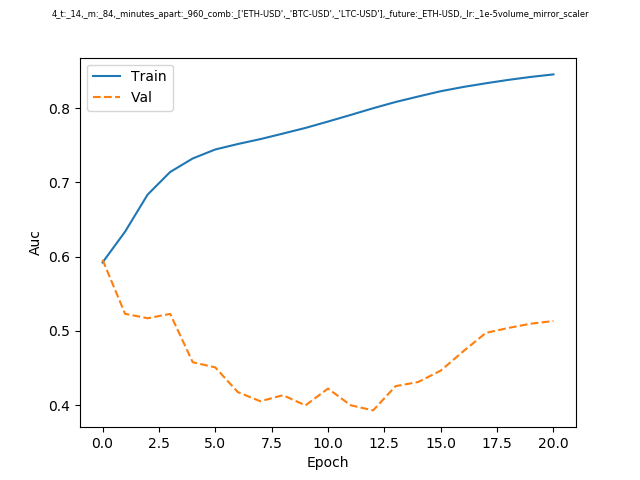 4_t:_14,_m:_84,_minutes_apart:_960_comb:_['ETH-USD',_'BTC-USD',_'LTC-USD'],_future:_ETH-USD,_lr:_1e-5volume_mirror_scaler
Train
Val
0.8
0.7
0.6
0.5
0.4
Auc
0.0 2.5 5.0 7.5 10.0 12.5 15.0 17.5 20.0
Epoch